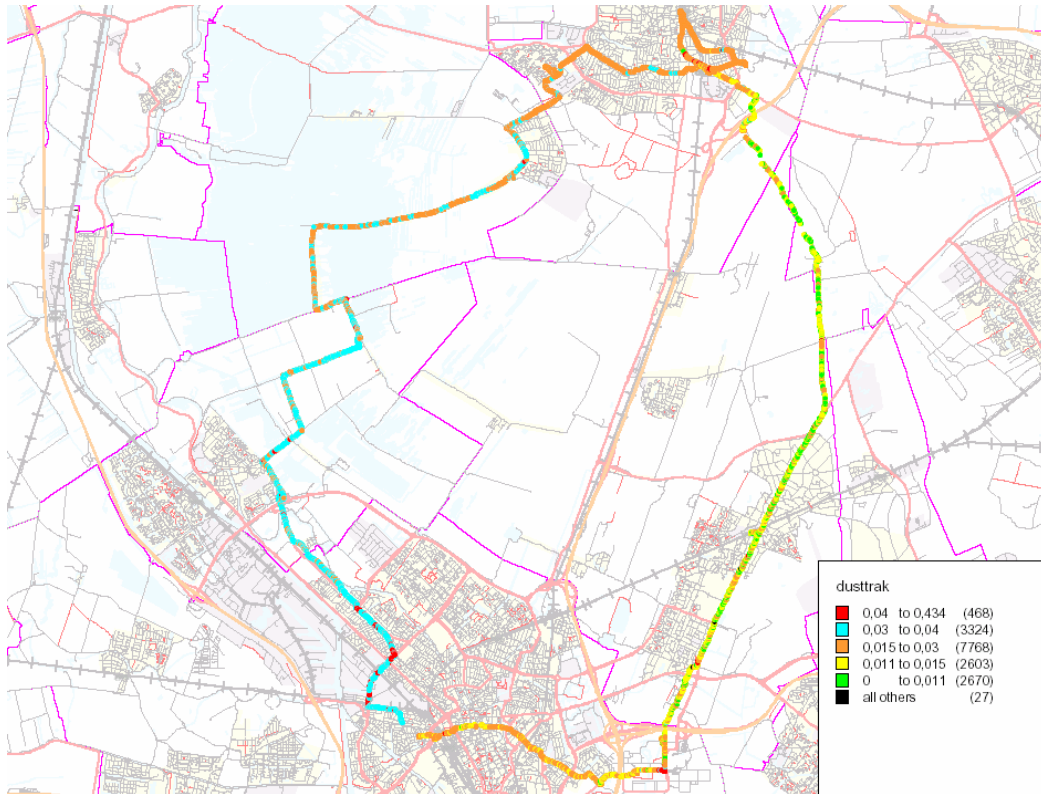 dusttrak
0,04 to 0,434 (468)
0,03 to 0,04 (3324)
0,015 to 0,03 (7768)
0,011 to 0,015 (2603)
0 to 0,011 (2670)
all others (27)